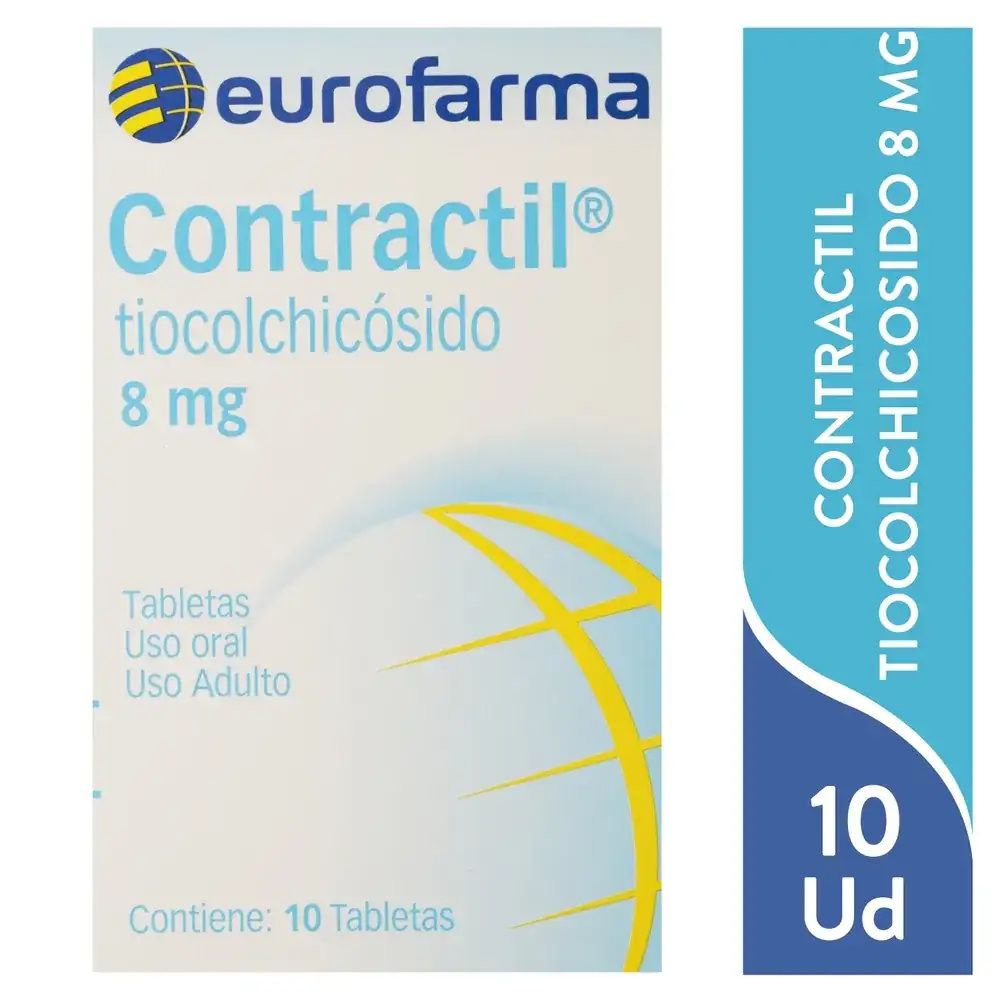 eurofarma
Contractil®
tiocolchicósido
8 mg
Tabletas
Uso oral
Uso Adulto
Contiene: 10 Tabletas
CONTRACTIL
TIOCOLCHICOSIDO 8 MG
10
Ud